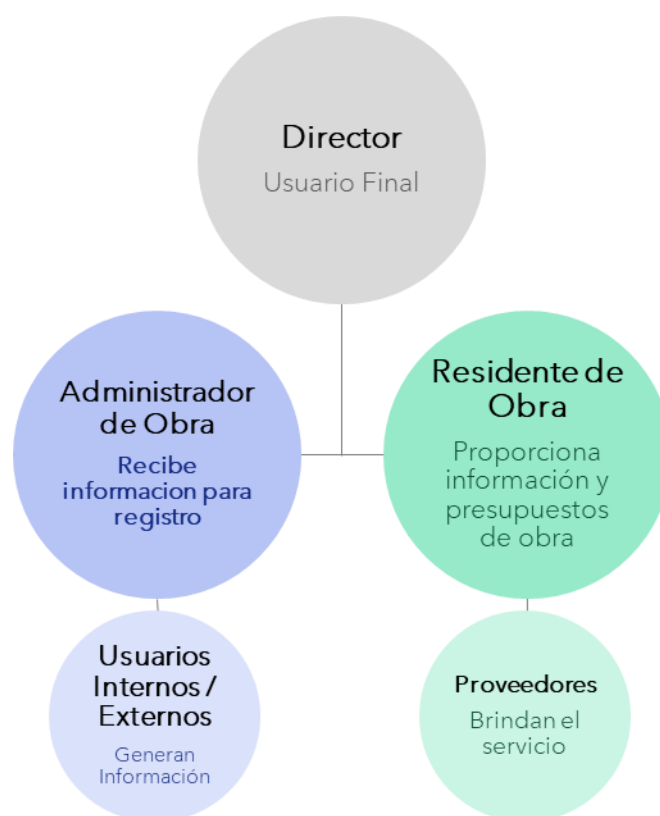 Director
Usuario Final
Administrador
de Obra
Recibe
informacion para
registro
Residente de
Obra
Proporciona
información y
presupuestos
de obra
Usuarios
Internos /
Externos
Generan
Información
Proveedores
Brindan el
servicio